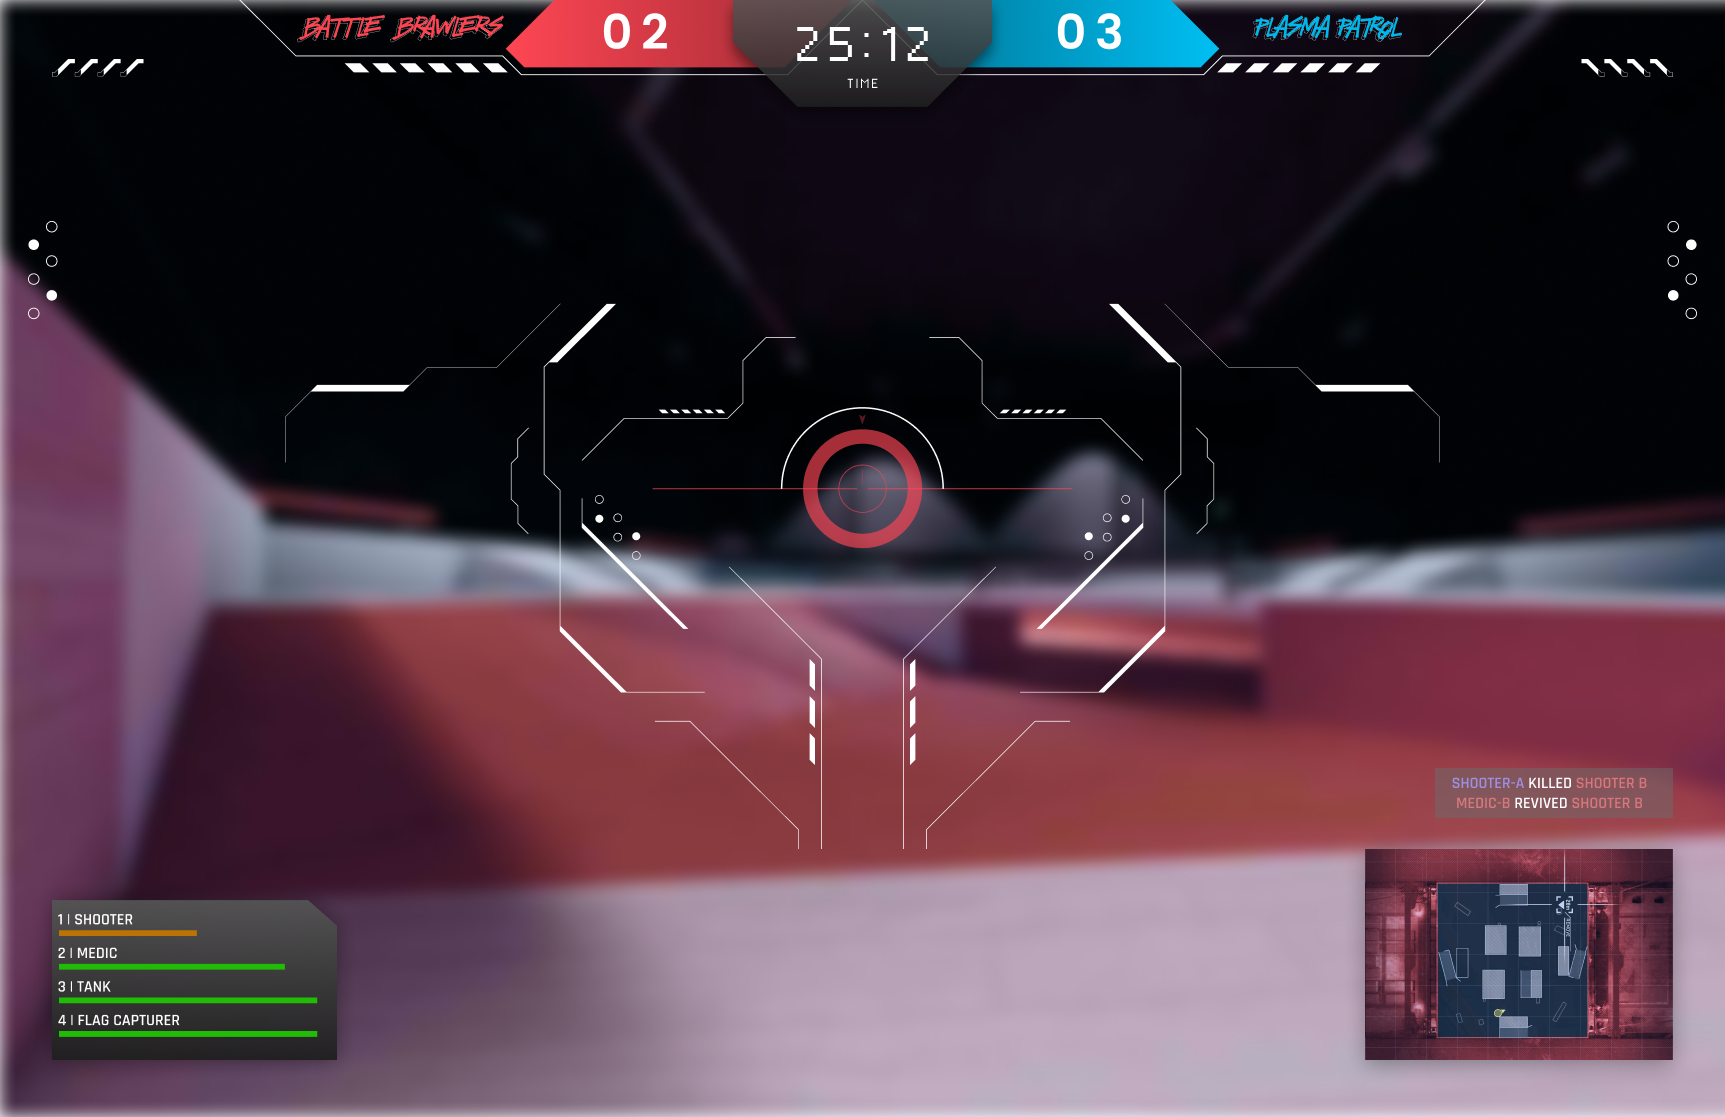 BATTLE BRAWLERS
02
25:12
TIME
03
PLASMA PATROL
SHOOTER-A KILLED SHOOTER B
MEDIC-B REVIVED SHOOTER B
1 | SHOOTER
2 | MEDIC
3 | TANK
4 | FLAG CAPTURER